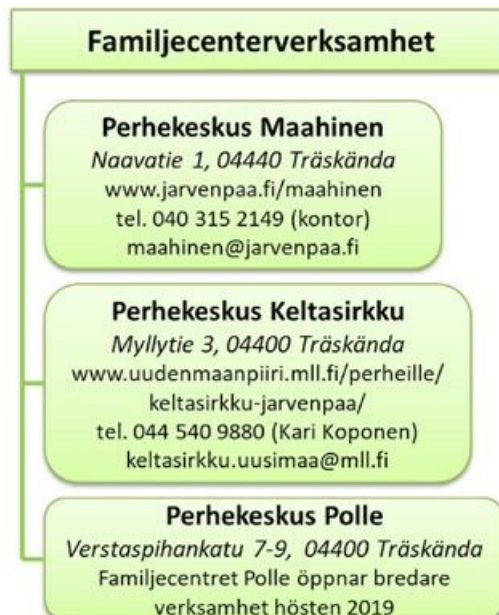 Familjecenterverksamhet
Perhekeskus Maahinen
Naavatie 1, 04440 Träskända
www.jarvenpaa.fi/maahinen
tel. 040 315 2149 (kontor)
maahinen@jarvenpaa.fi
Perhekeskus Keltasirkku
Myllytie 3, 04400 Träskända
www.uudenmaanpiiri.mll.fi/perheille/
keltasirkku-jarvenpaa/
tel. 044 540 9880 (Kari Koponen)
keltasirkku.uusimaa@mll.fi
Perhekeskus Polle
Verstaspihankatu 7-9, 04400 Träskända
Familjecentret Polle öppnar bredare
verksamhet hösten 2019